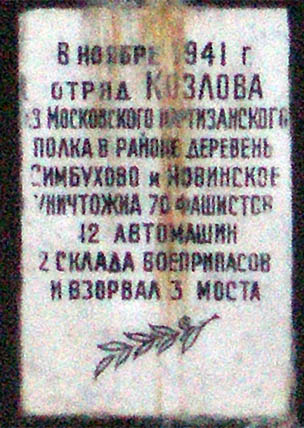 В НОЯБРЕ 1941 г.
ОТРЯД КОЗЛОВА
ИЗ МОСКОВСКОГО ПАРТИЗАНСКОГО
ПОЛКА В РАЙОНЕ ДЕРЕВЕНЬ
СИМБУХОВО И НОВИНСКОЕ
УНИЧТОЖИЛ 70 ФАШИСТОВ
12 АВТОМАШИН
2 СКЛАДА БОЕПРИПАСОВ
И ВЗОРВАЛ 3 МОСТА